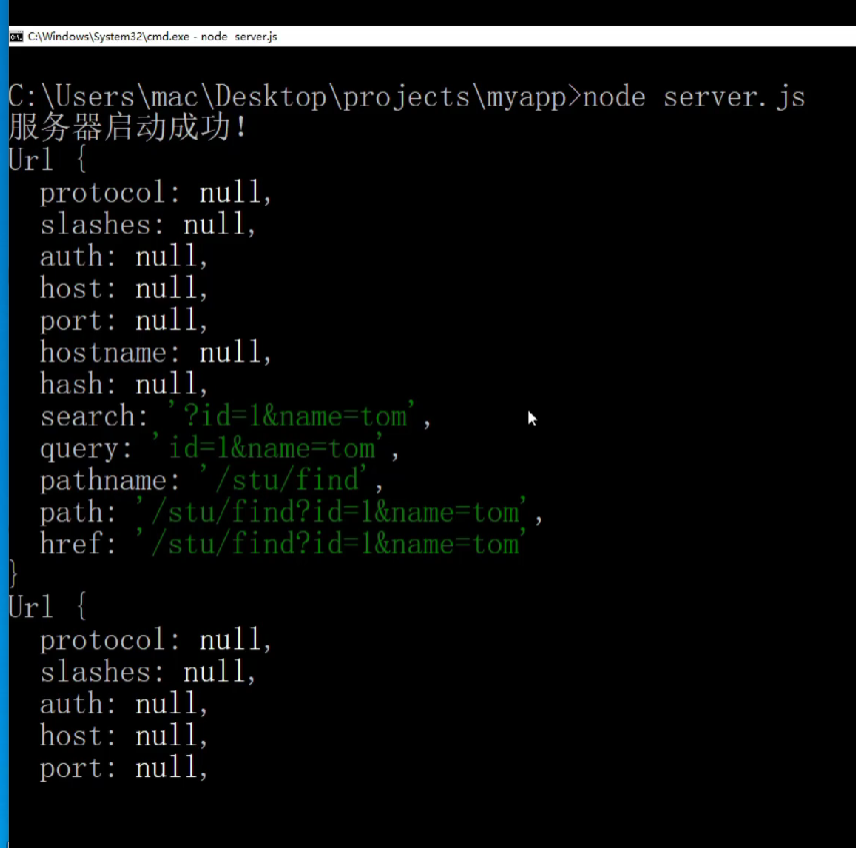 C:\Windows\System32\cmd.exe - node  server.js
C:\Users\mac\Desktop\projects\myapp>node server.js
服务器启动成功!
Url {
  protocol: null,
  slashes: null,
  auth: null,
  host: null,
  port: null,
  hostname: null,
  hash: null,
  search: '?id=1&name=tom',
  query: 'id=1&name=tom',
  pathname: '/stu/find',
  path: '/stu/find?id=1&name=tom',
  href: '/stu/find?id=1&name=tom'
}
Url {
  protocol: null,
  slashes: null,
  auth: null,
  host: null,
  port: null,